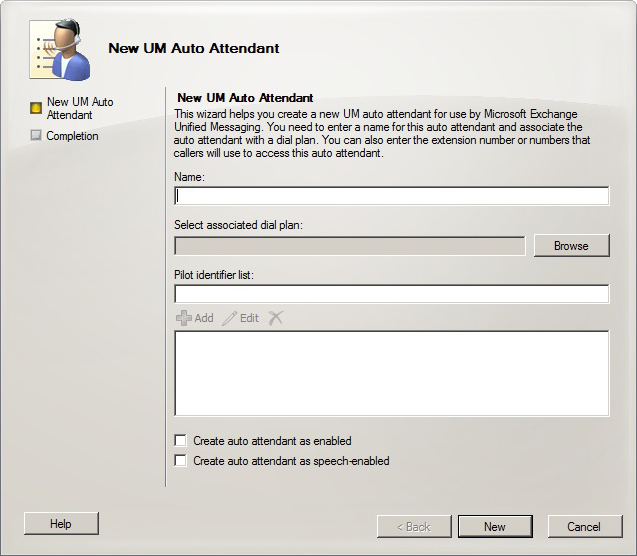 New UM Auto Attendant
New UM Auto
Attendant
Completion
New UM Auto Attendant
This wizard helps you create a new UM auto attendant for use by Microsoft Exchange
Unified Messaging. You need to enter a name for this auto attendant and associate the
auto attendant with a dial plan. You can also enter the extension number or numbers that
callers will use to access this auto attendant.
Name:
Select associated dial plan:
Browse
Pilot identifier list:
Add Edit
Create auto attendant as enabled
Create auto attendant as speech-enabled
Help < Back New Cancel